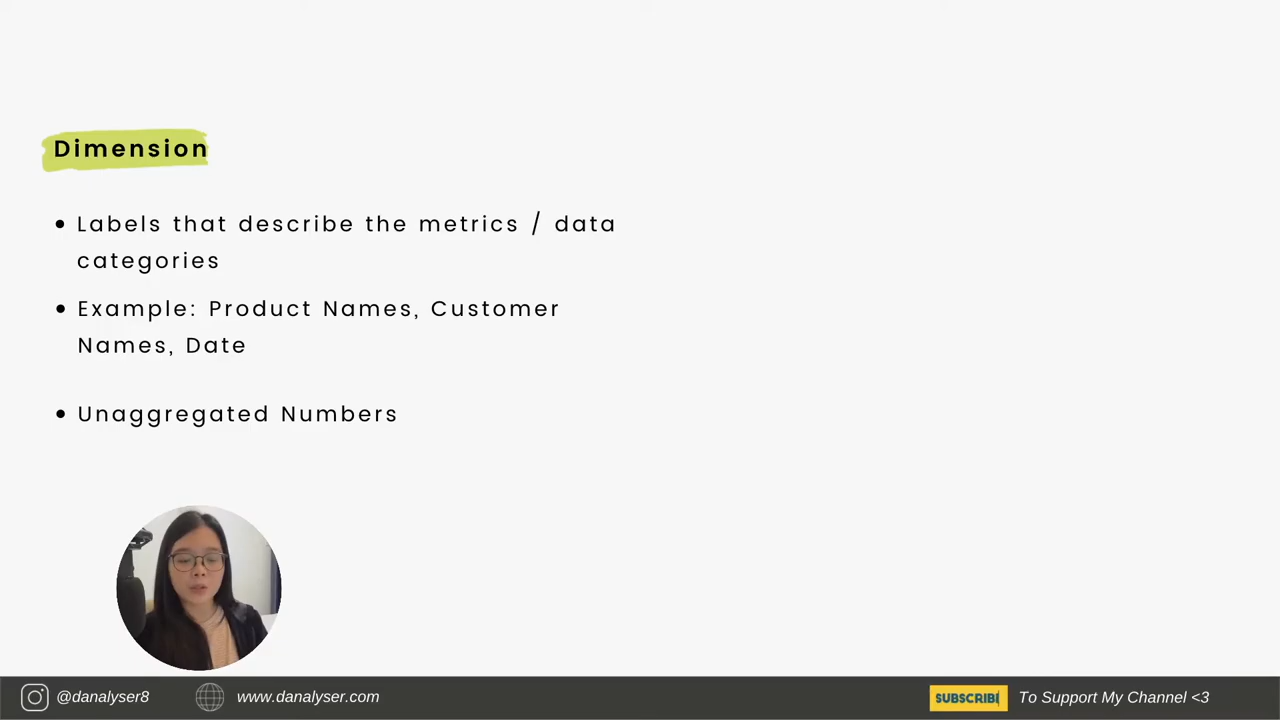 Dimension
Labels that describe the metrics / data
categories
Example: Product Names, Customer
Names, Date
Unaggregated Numbers
@danalyser8
www.danalyser.com
SUBSCRIBE
To Support My Channel <3